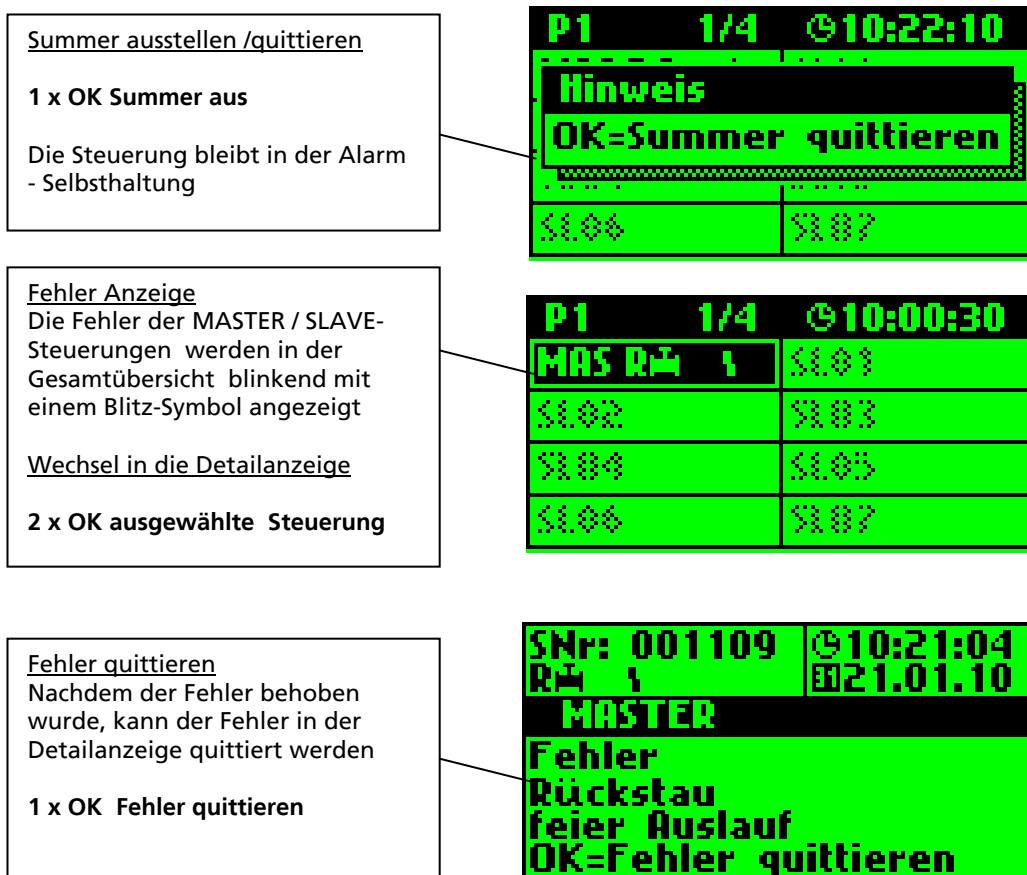 Summer ausstellen /quittieren
1 x OK Summer aus
Die Steuerung bleibt in der Alarm
- Selbsthaltung
P1 1/4 10:22:10
Hinweis
OK=Summer quittieren
SL06 SL07
Fehler Anzeige
Die Fehler der MASTER / SLAVE-
Steuerungen werden in der
Gesamtübersicht blinkend mit
einem Blitz-Symbol angezeigt
Wechsel in die Detailanzeige
2 x OK ausgewählte Steuerung
P1 1/4 10:00:30
MAS R SL01
SL02 SL03
SL04 SL05
SL06 SL07
Fehler quittieren
Nachdem der Fehler behoben
wurde, kann der Fehler in der
Detailanzeige quittiert werden
1 x OK Fehler quittieren
SNr: 001109 10:21:04
R 31 21.01.10
MASTER
Fehler
Rückstau
feier Auslauf
OK=Fehler quittieren